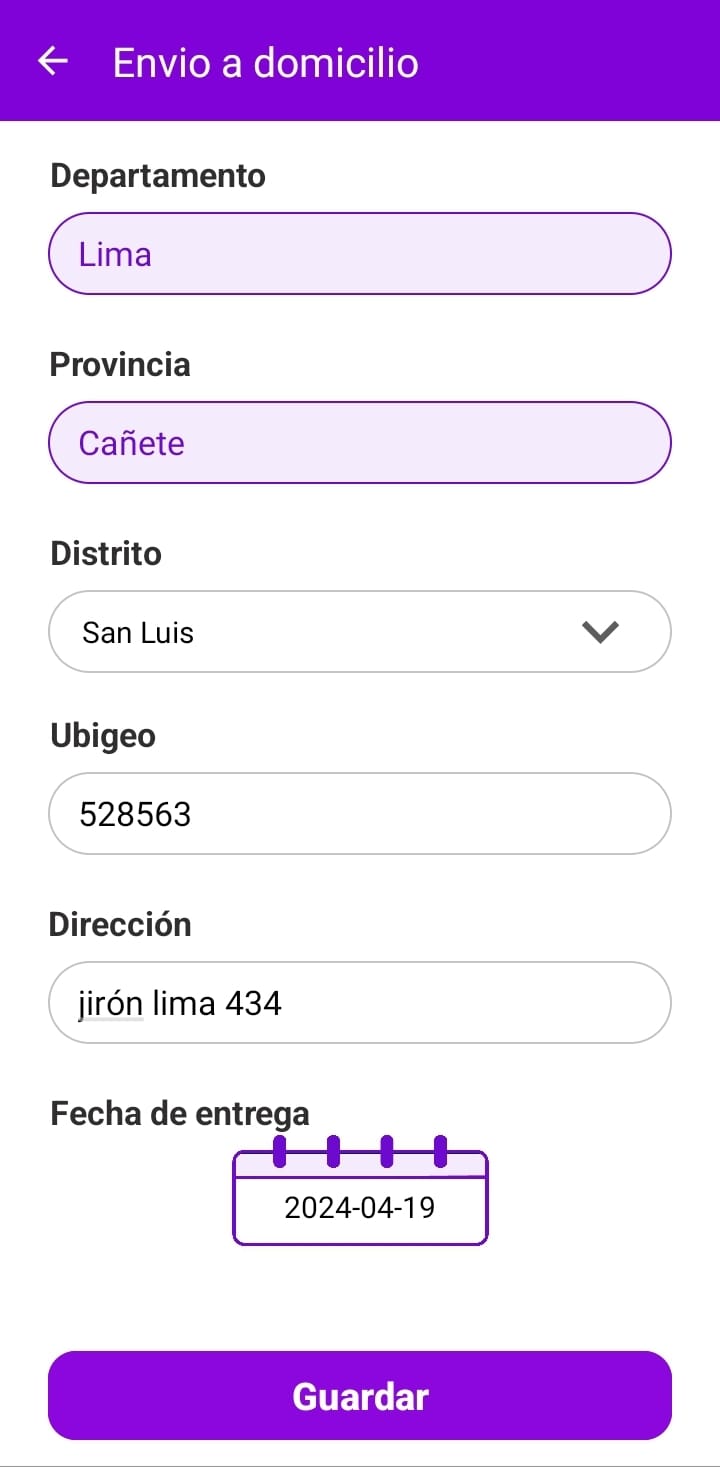 Envio a domicilio
Departamento
Lima
Provincia
Cañete
Distrito
San Luis
Ubigeo
528563
Dirección
jirón lima 434
Fecha de entrega
2024-04-19
Guardar